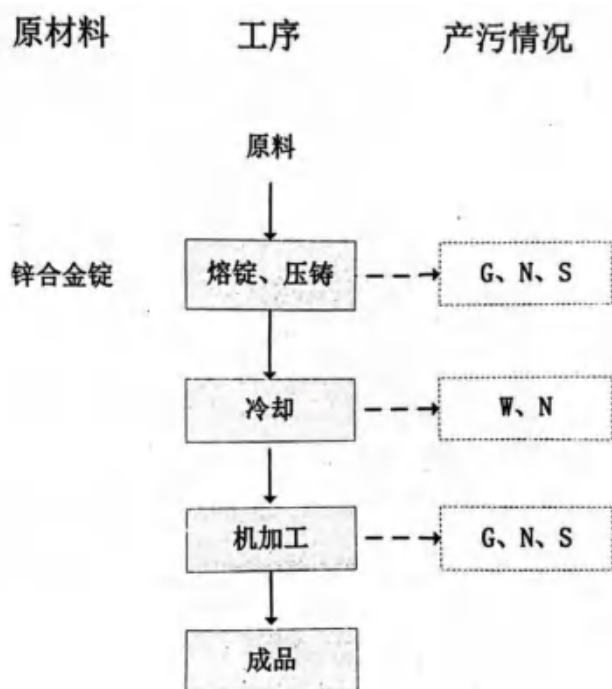 原材料 工序 产污情况
原料
锌合金锭 熔锭、压铸 G、N、S
冷却 W、N
机加工 G、N、S
成品